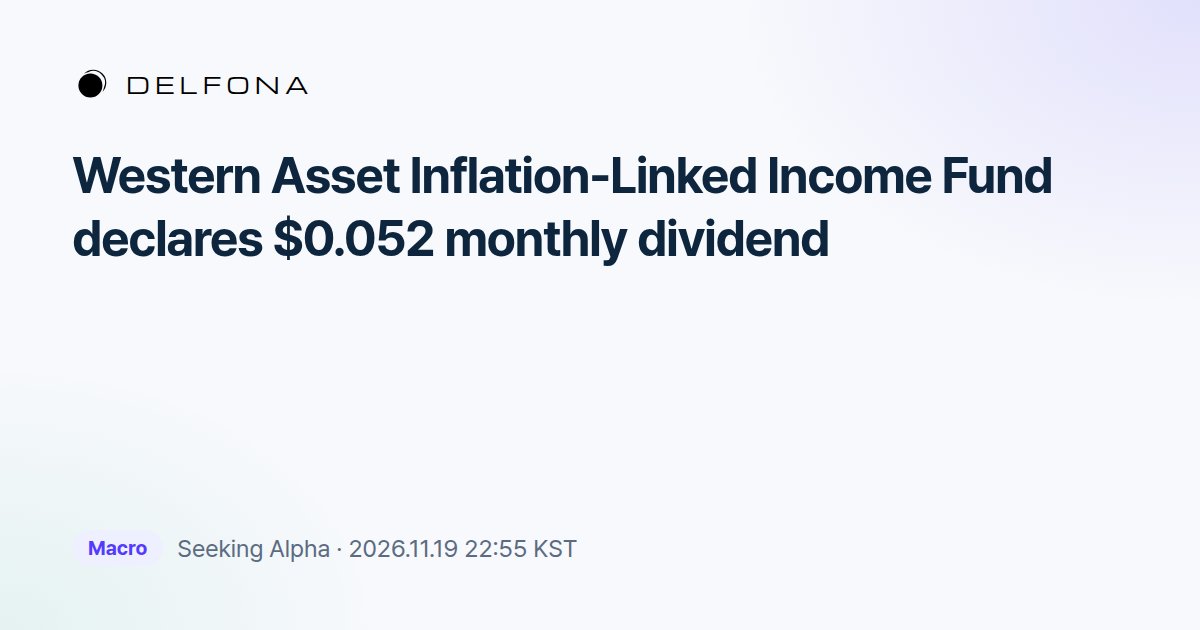 DELFONA
Western Asset Inflation-Linked Income Fund
declares $0.052 monthly dividend
Macro Seeking Alpha · 2026.11.19 22:55 KST